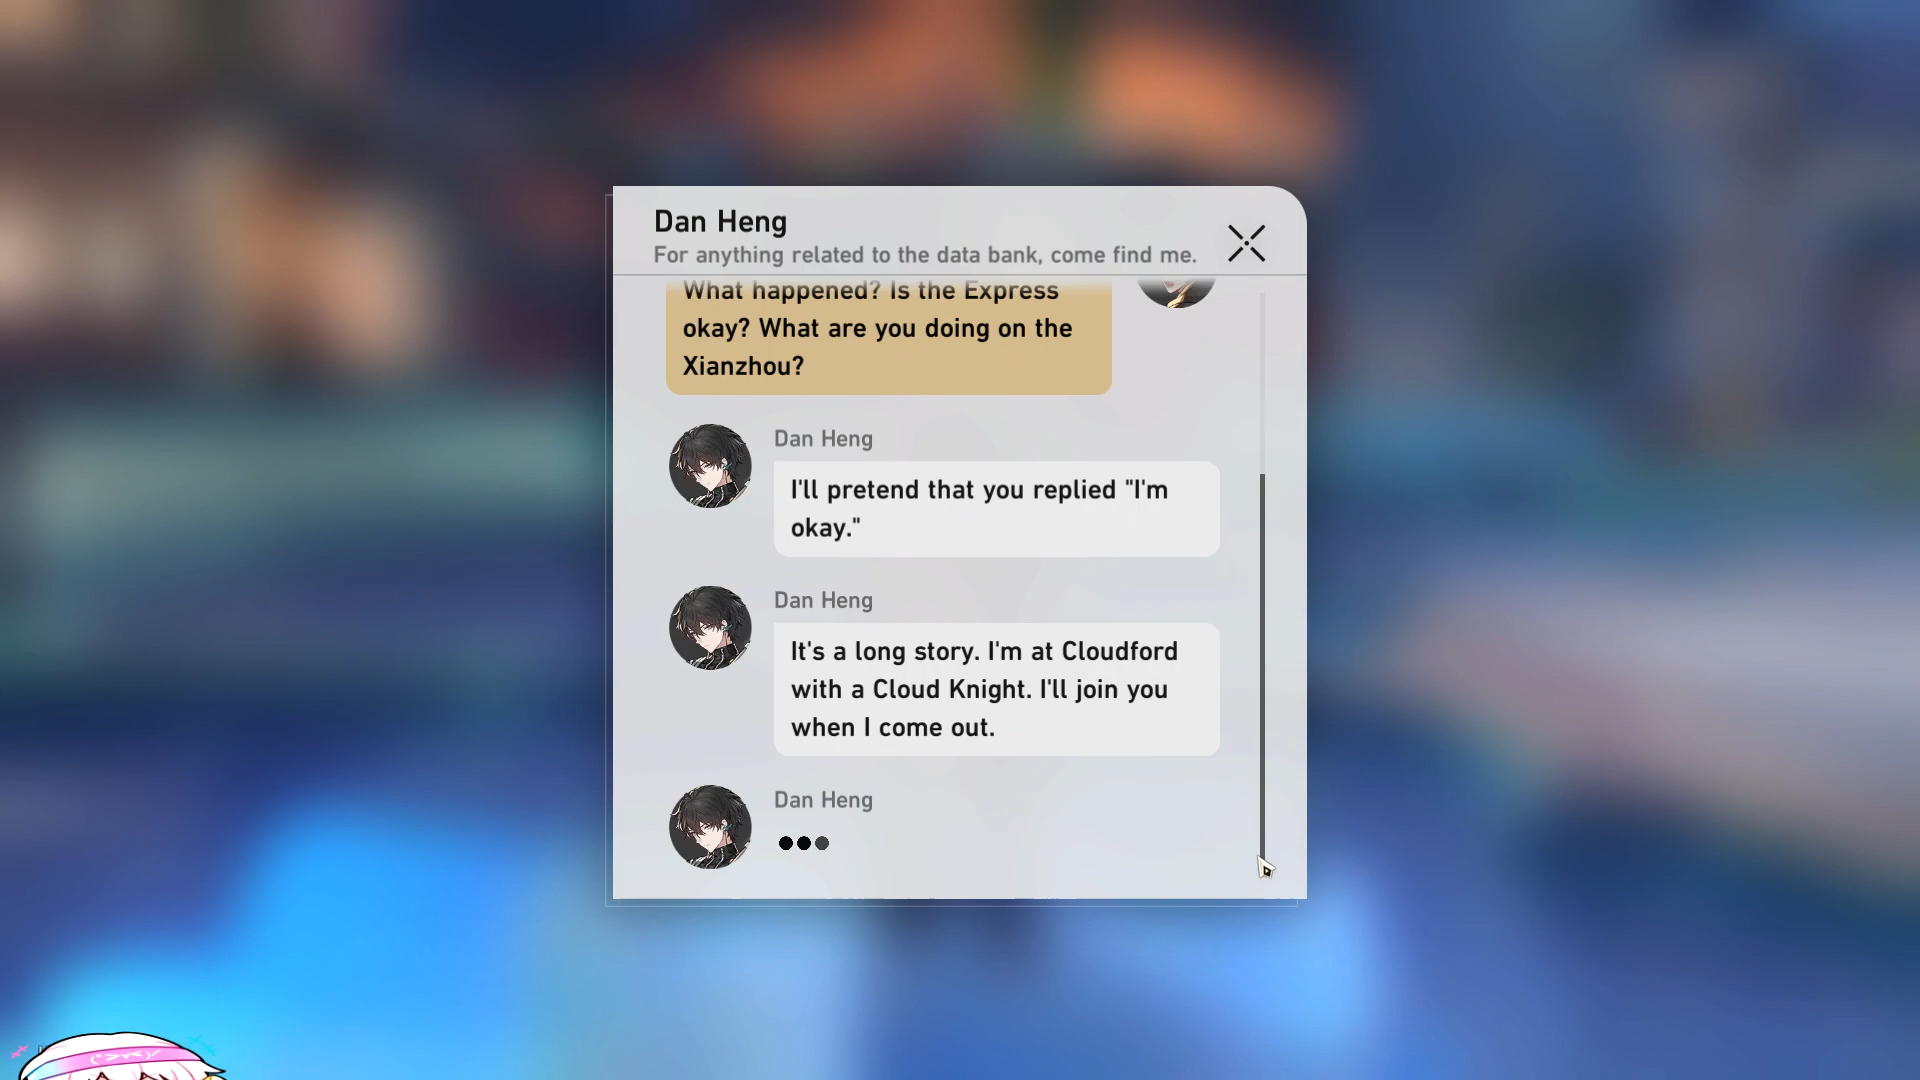 Dan Heng
For anything related to the data bank, come find me.
What happened? Is the Express
okay? What are you doing on the
Xianzhou?
Dan Heng
I'll pretend that you replied "I'm
okay."
Dan Heng
It's a long story. I'm at Cloudford
with a Cloud Knight. I'll join you
when I come out.
Dan Heng